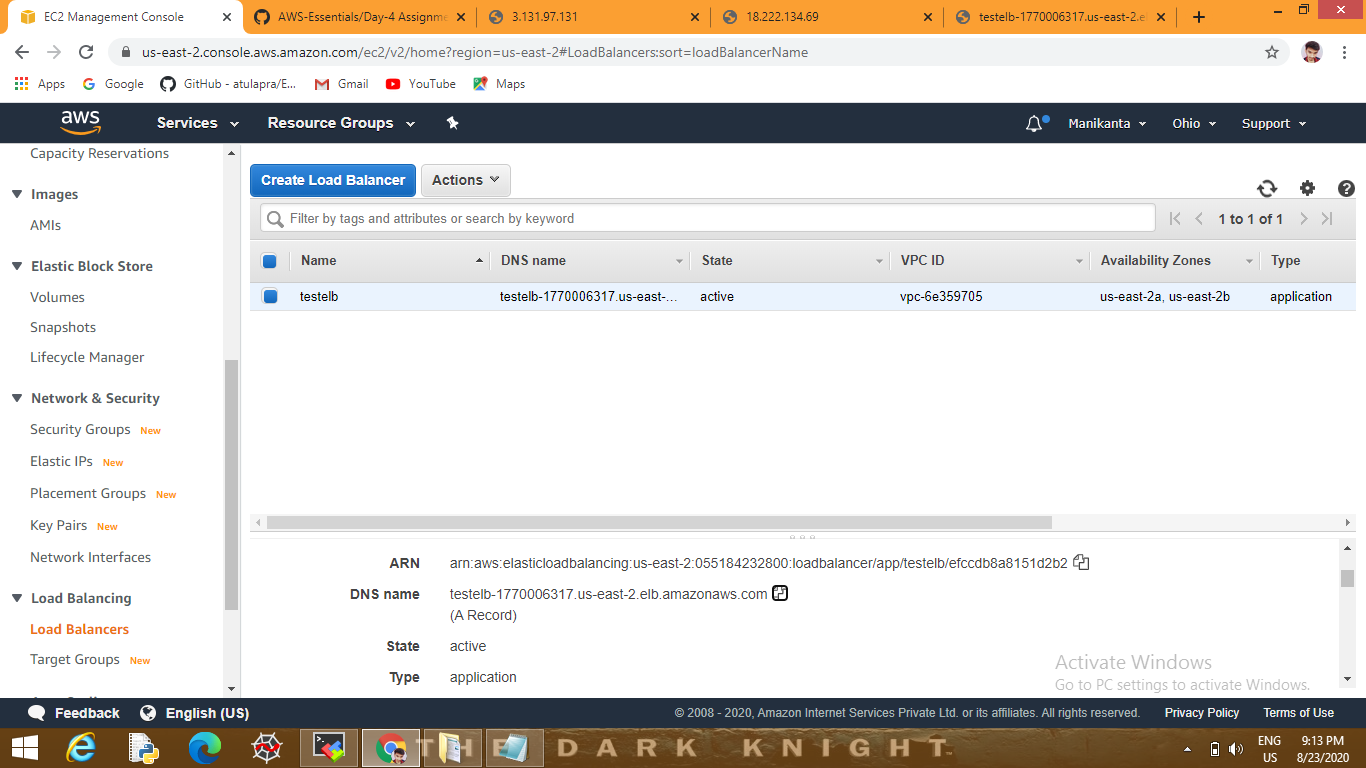 EC2 Management Console
AWS-Essentials/Day-4 Assignme
3.131.97.131
18.222.134.69
testelb-1770006317.us-east-2.el
us-east-2.console.aws.amazon.com/ec2/v2/home?region=us-east-2#LoadBalancers:sort=loadBalancerName
Apps
Google
GitHub - atulapra/E...
Gmail
YouTube
Maps
aws
Services
Resource Groups
Manikanta
Ohio
Support
Capacity Reservations
Images
AMIs
Elastic Block Store
Volumes
Snapshots
Lifecycle Manager
Network & Security
Security Groups New
Elastic IPs New
Placement Groups New
Key Pairs New
Network Interfaces
Load Balancing
Load Balancers
Target Groups New
Create Load Balancer
Actions
Filter by tags and attributes or search by keyword
1 to 1 of 1
Name DNS name State VPC ID Availability Zones Type
testelb testelb-1770006317.us-east-... active vpc-6e359705 us-east-2a, us-east-2b application
ARN arn:aws:elasticloadbalancing:us-east-2:055184232800:loadbalancer/app/testelb/efccdb8a8151d2b2
DNS name testelb-1770006317.us-east-2.elb.amazonaws.com
(A Record)
State active
Type application
Activate Windows
Go to PC settings to activate Windows.
Feedback
English (US)
© 2008 - 2020, Amazon Internet Services Private Ltd. or its affiliates. All rights reserved.
Privacy Policy
Terms of Use
THE DARK KNIGHT
ENG
US
9:13 PM
8/23/2020